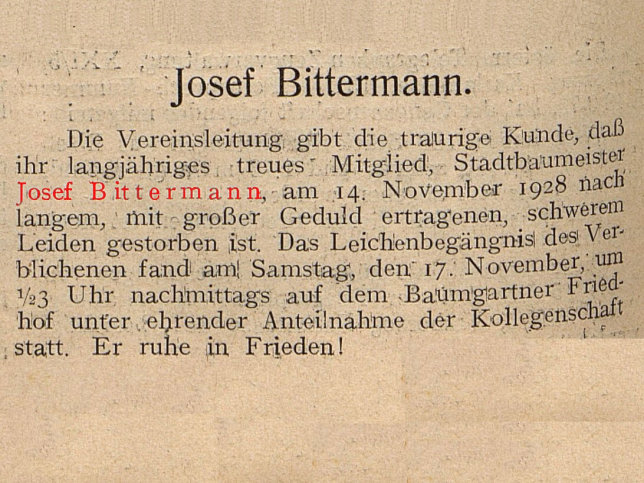 Josef Bittermann.
Die Vereinsleitung gibt die traurige Kunde, daß
ihr langjähriges treues Mitglied, Stadtbaumeister
Josef Bittermann, am 14. November 1928 nach
langem, mit großer Geduld ertragenen, schwerem
Leiden gestorben ist. Das Leichenbegängnis des Ver-
blichenen fand am Samstag, den 17. November, um
½3 Uhr nachmittags auf dem Baumgartner Fried-
hof unter ehrender Anteilnahme der Kollegenschaft
statt. Er ruhe in Frieden!